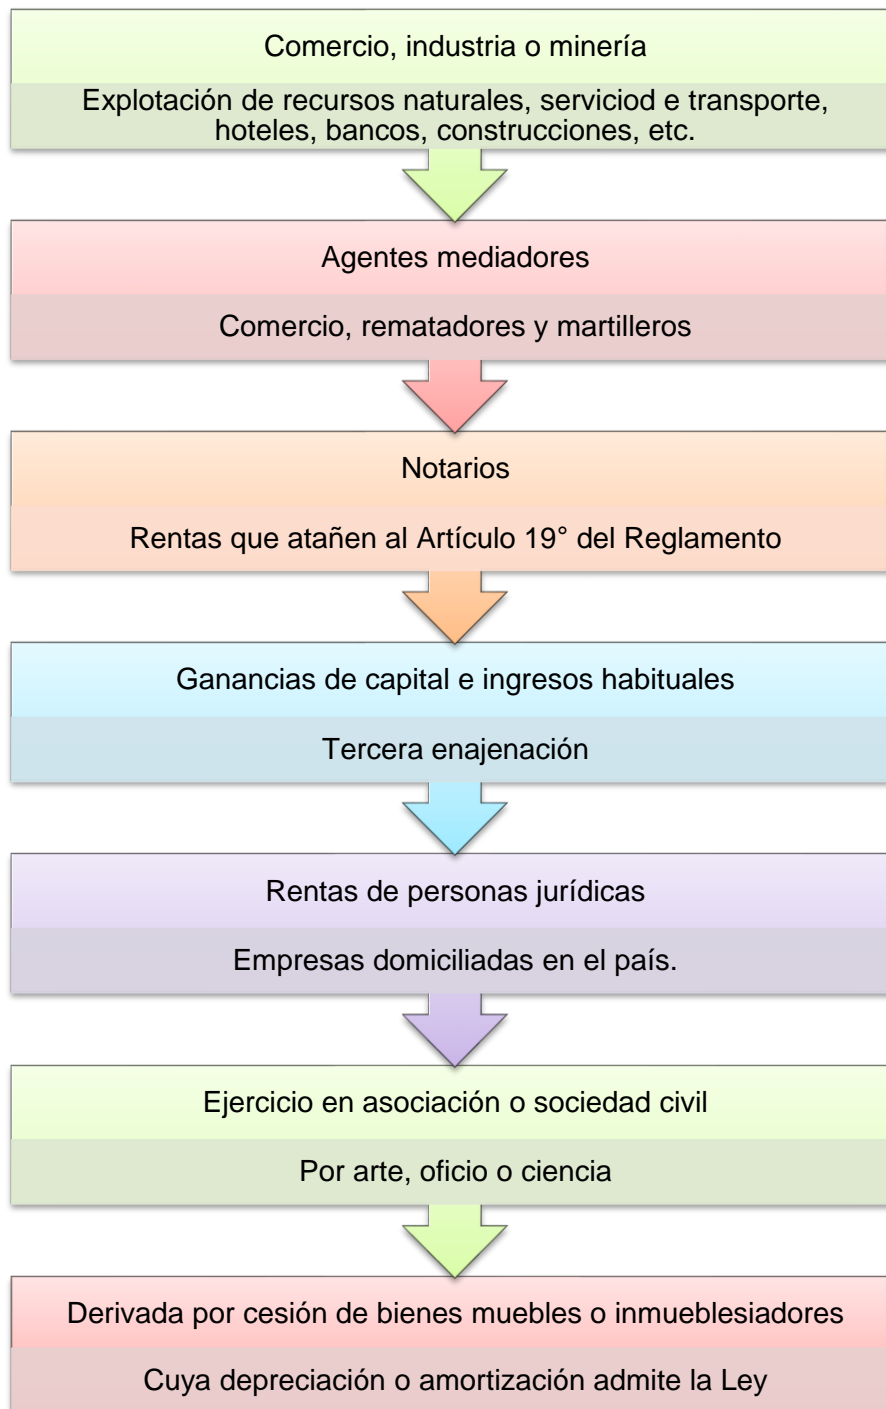 Comercio, industria o minería
Explotación de recursos naturales, serviciod e transporte,
hoteles, bancos, construcciones, etc.
Agentes mediadores
Comercio, rematadores y martilleros
Notarios
Rentas que atañen al Artículo 19° del Reglamento
Ganancias de capital e ingresos habituales
Tercera enajenación
Rentas de personas jurídicas
Empresas domiciliadas en el país.
Ejercicio en asociación o sociedad civil
Por arte, oficio o ciencia
Derivada por cesión de bienes muebles o inmueblesiadores
Cuya depreciación o amortización admite la Ley